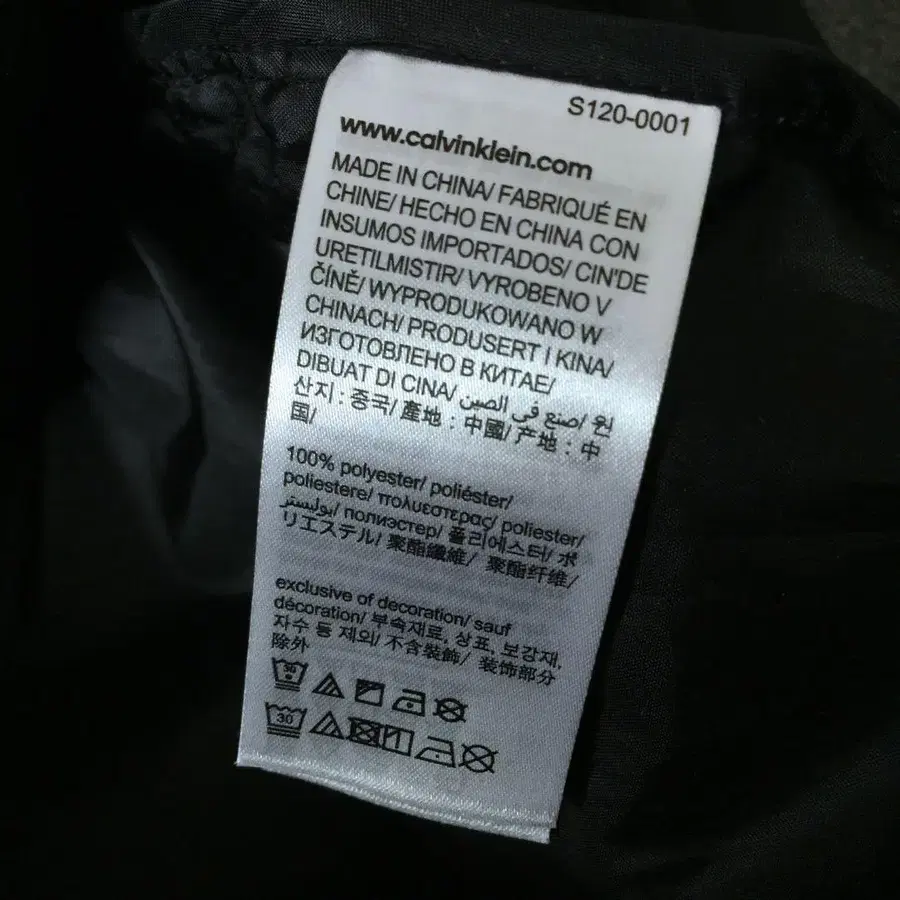 S120-0001
www.calvinklein.com
MADE IN CHINA/ FABRIQUÉ EN
CHINE/ HECHO EN CHINA CON
INSUMOS IMPORTADOS/ CIN'DE
URETILMISTIR/ VYROBENO V
ČÍNĚ/ WYPRODUKOWANO W
CHINACH/ PRODUSERT I KINA/
ИЗГОТОВЛЕНО В КИТАЕ/
DIBUAT DI CINA/ صنع في الصين/ 원
산지 : 중국/ 產地 : 中國/ 产地 : 中
国/
100% polyester/ poliéster/
poliestere/ πολυεστερας/ poliester/
بوليستر/ полиэстер/ 폴리에스터/ ポ
リエステル/ 聚酯纖維/ 聚酯纤维/
exclusive of decoration/ sauf
décoration/ 부속재료, 상표, 보강재,
자수 등 제외/ 不含裝飾/ 装饰部分
除外
30
30